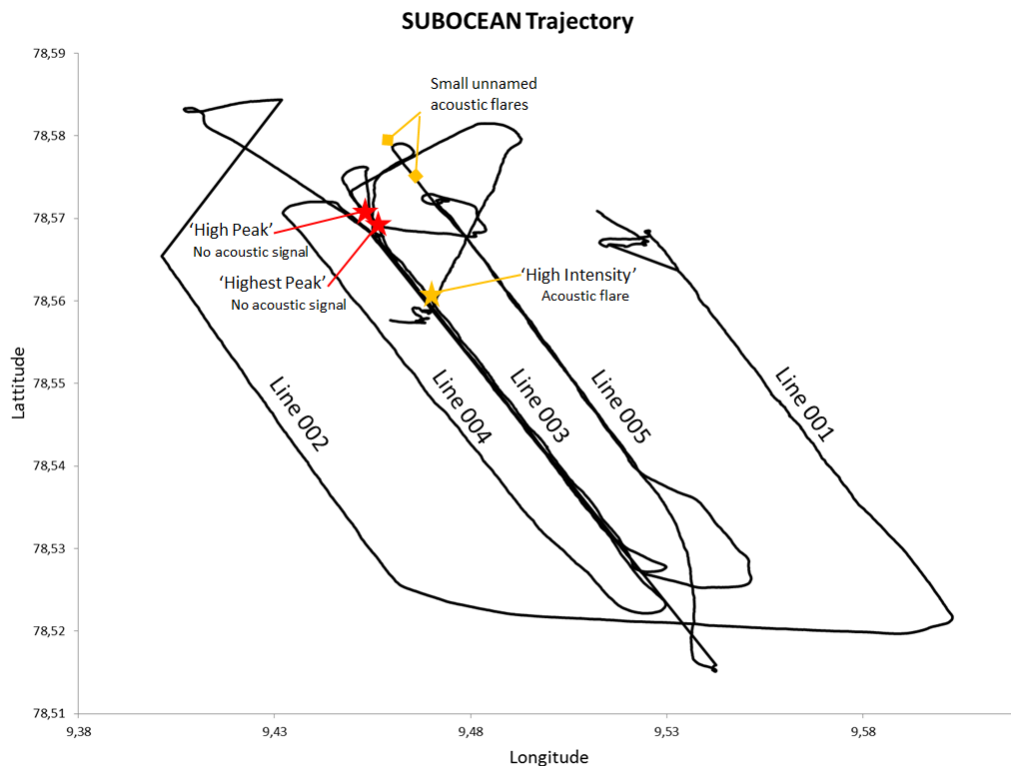 SUBOCEAN Trajectory
78,59
78,58
78,57
78,56
78,55
78,54
78,53
78,52
78,51
Lattitude
Small unnamed
acoustic flares
‘High Peak’
No acoustic signal
‘Highest Peak’
No acoustic signal
‘High Intensity’
Acoustic flare
Line 002
Line 004
Line 003
Line 005
Line 001
9,38
9,43
9,48
9,53
9,58
Longitude